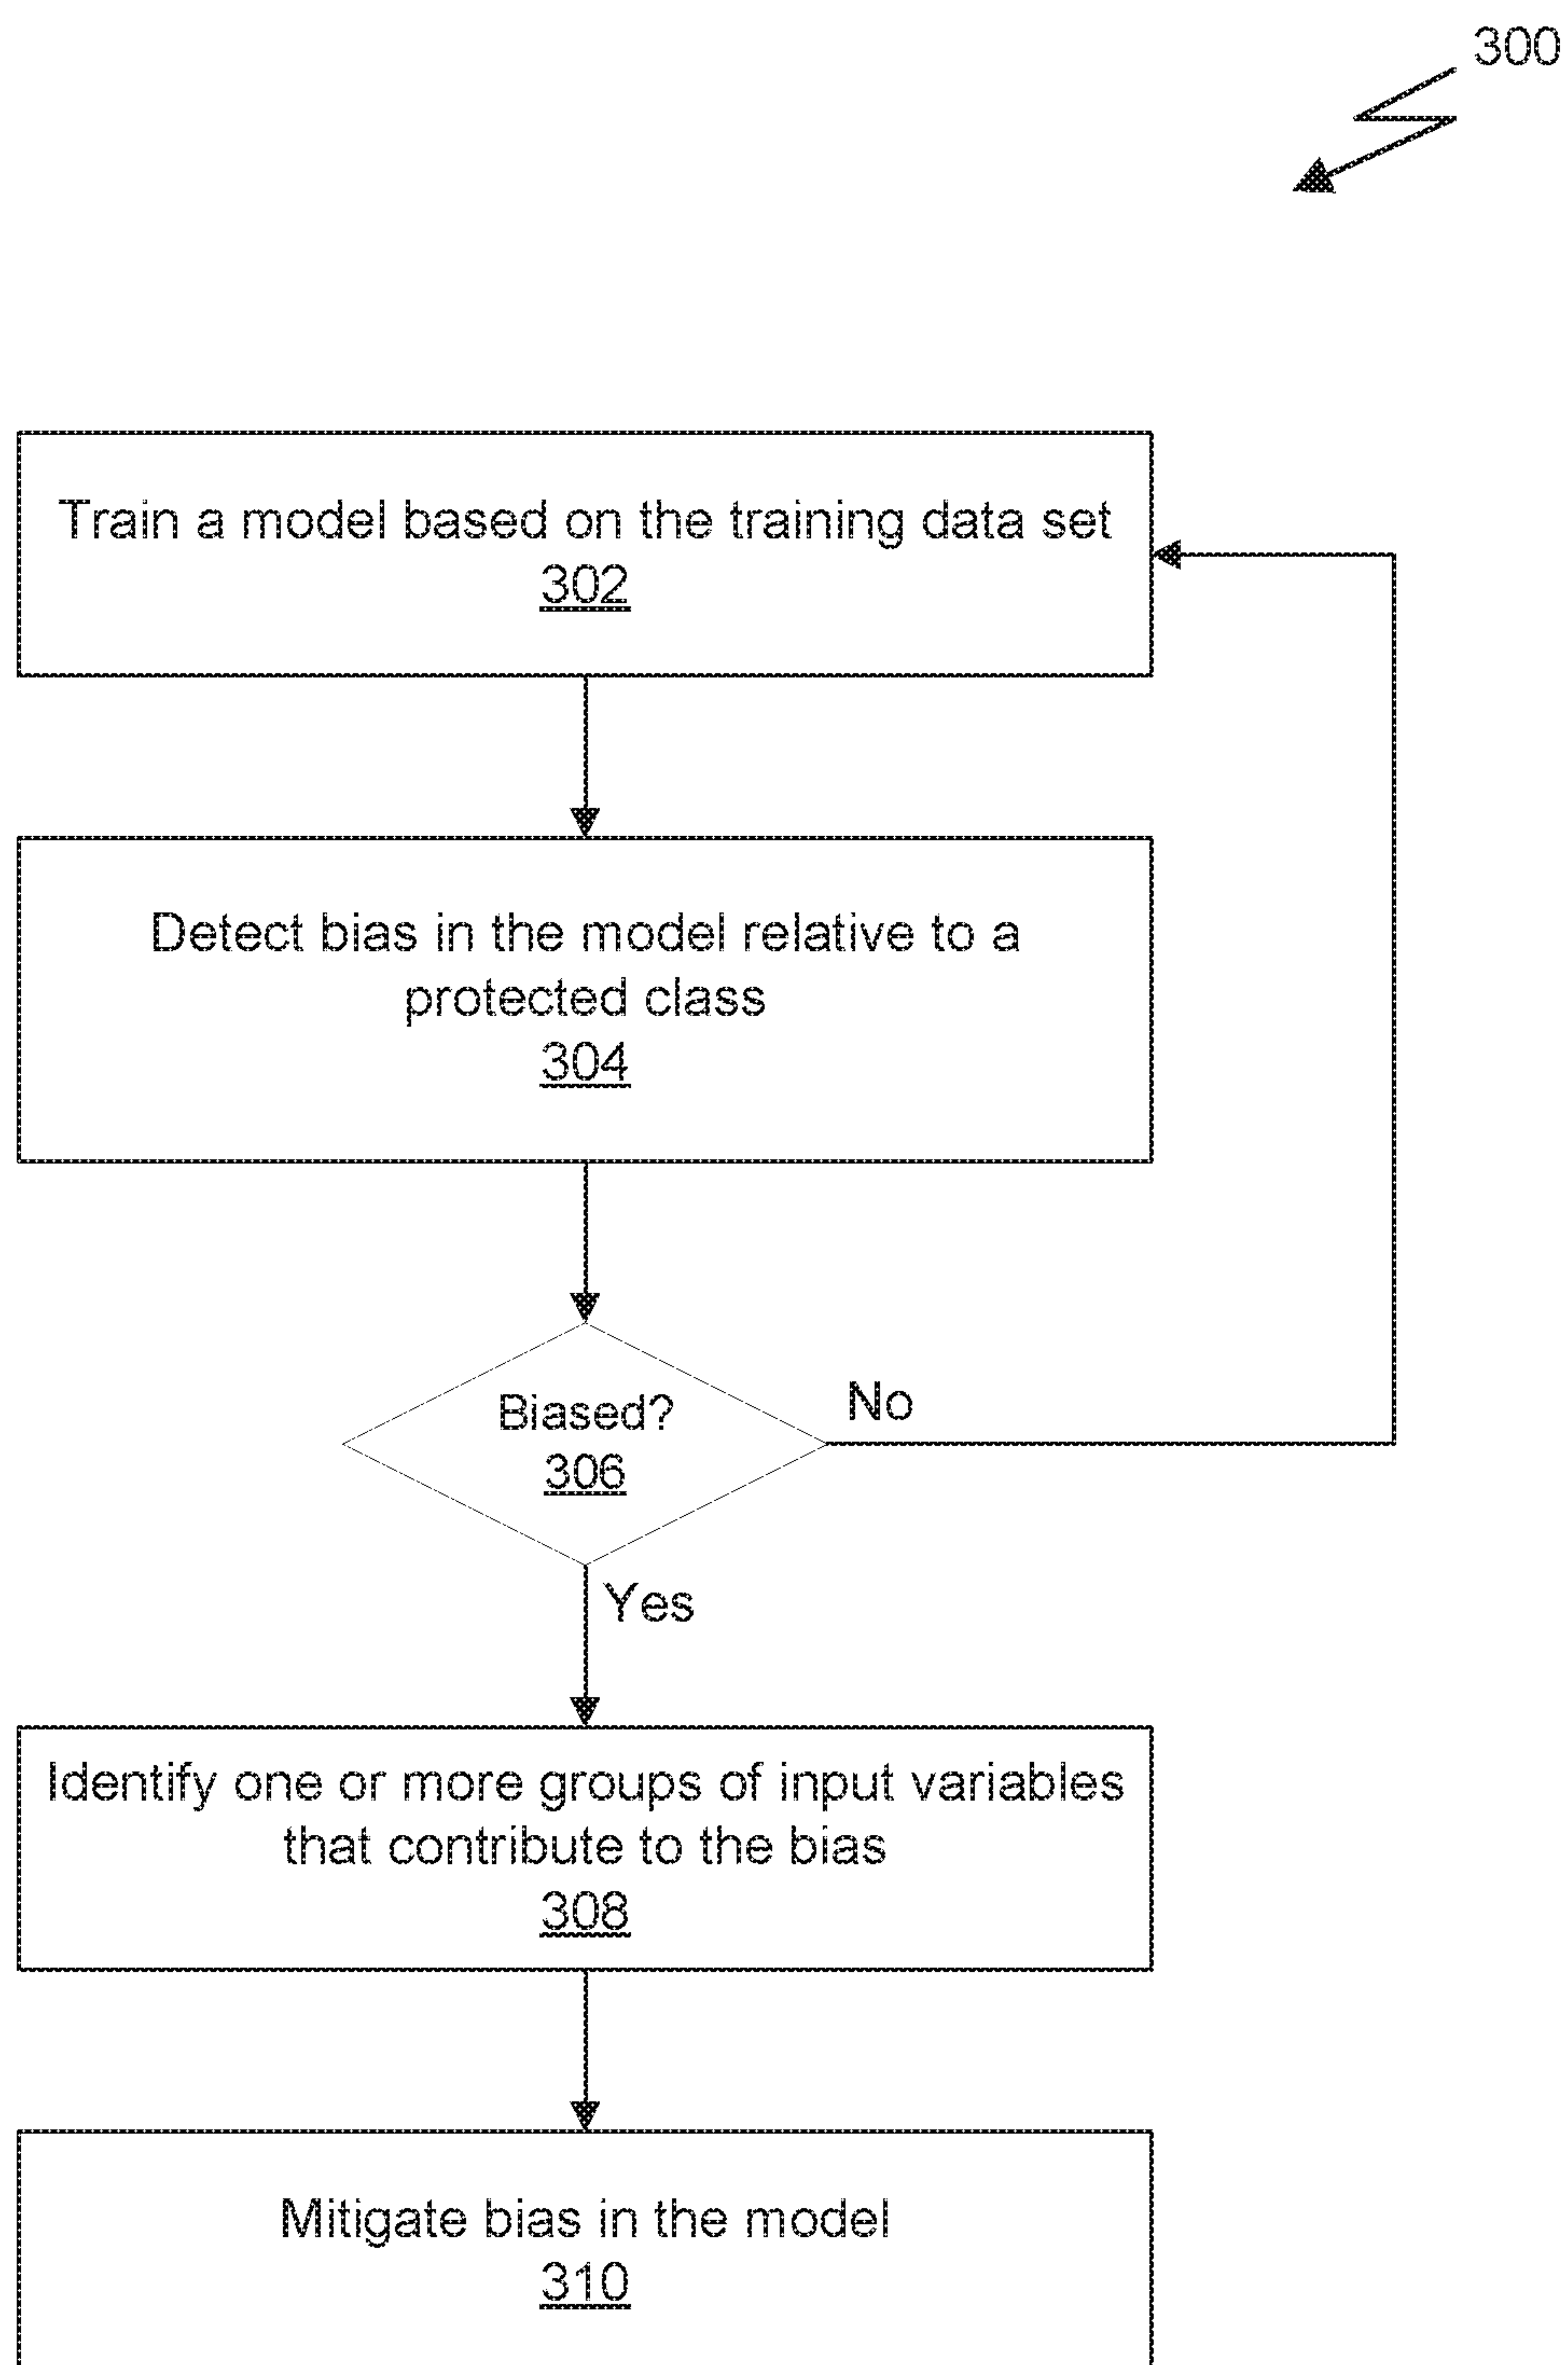 300
Train a model based on the training data set
302
Detect bias in the model relative to a
protected class
304
Biased?
306
No
Yes
Identify one or more groups of input variables
that contribute to the bias
308
Mitigate bias in the model
310